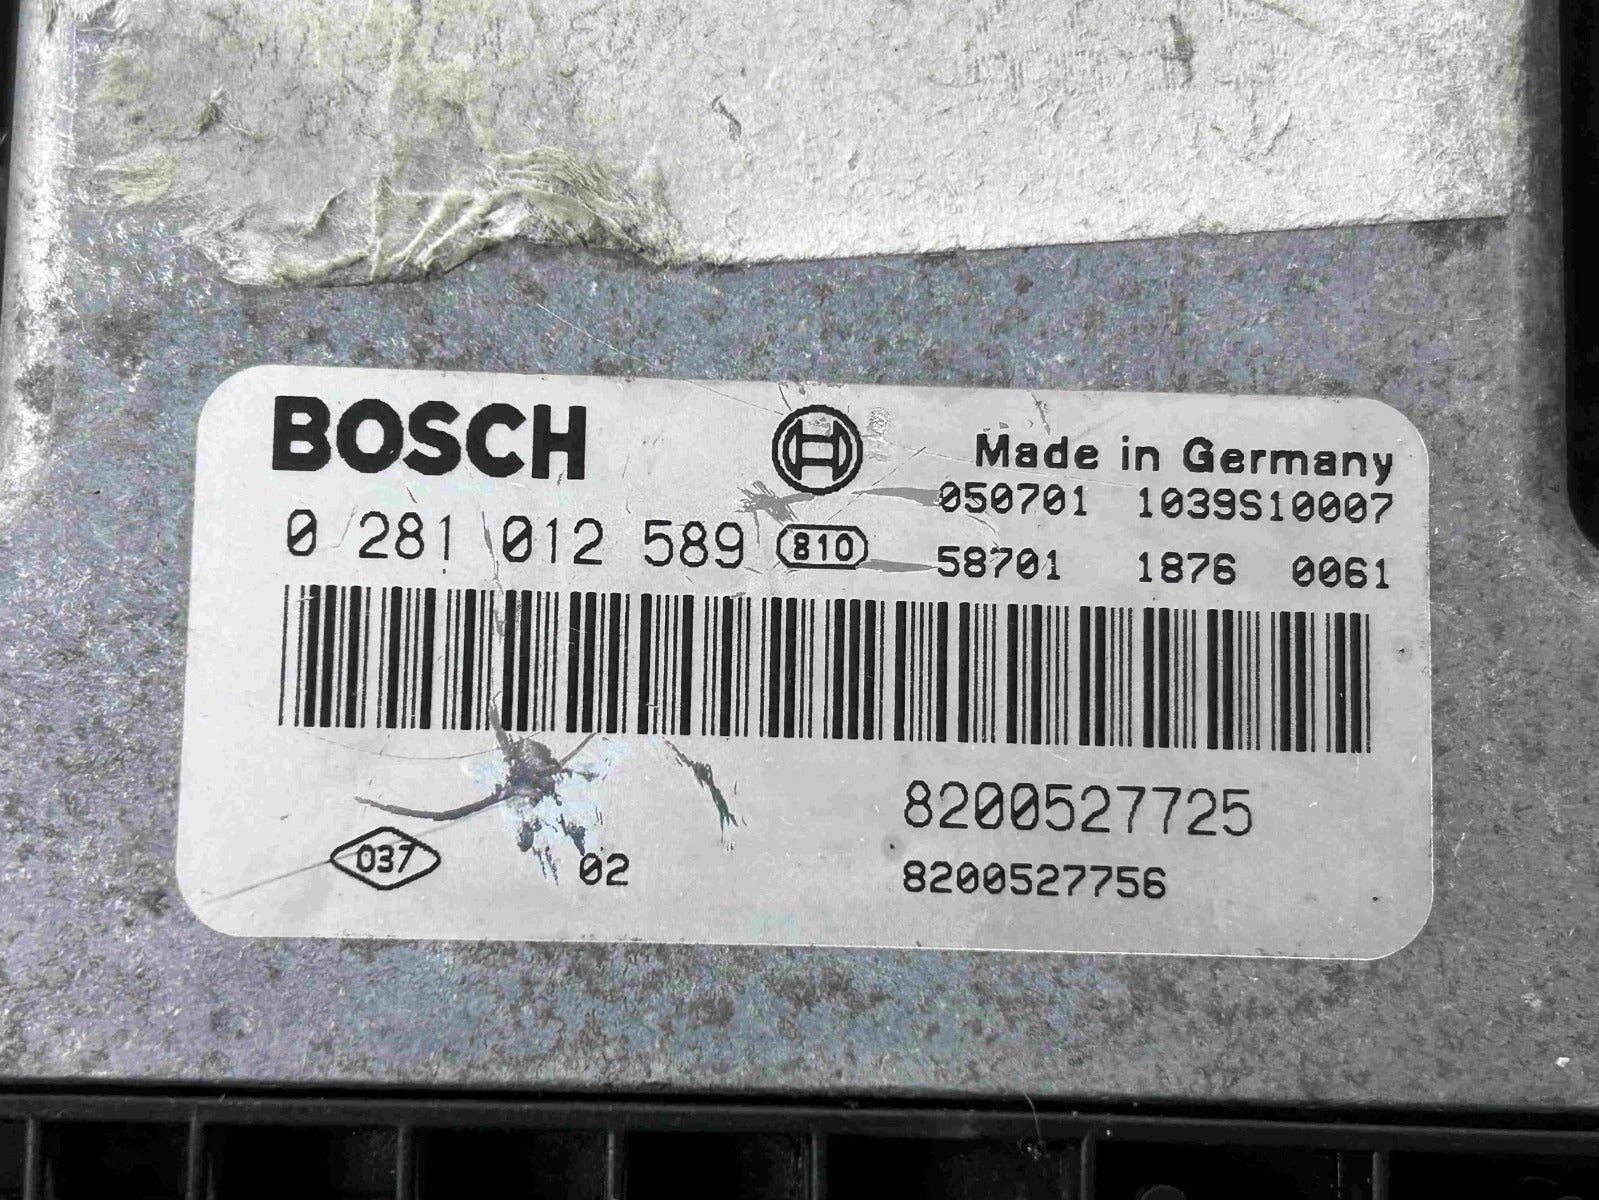 BOSCH
Made in Germany
050701 1039S10007
0 281 012 589 810
58701 1876 0061
8200527725
037 02
8200527756